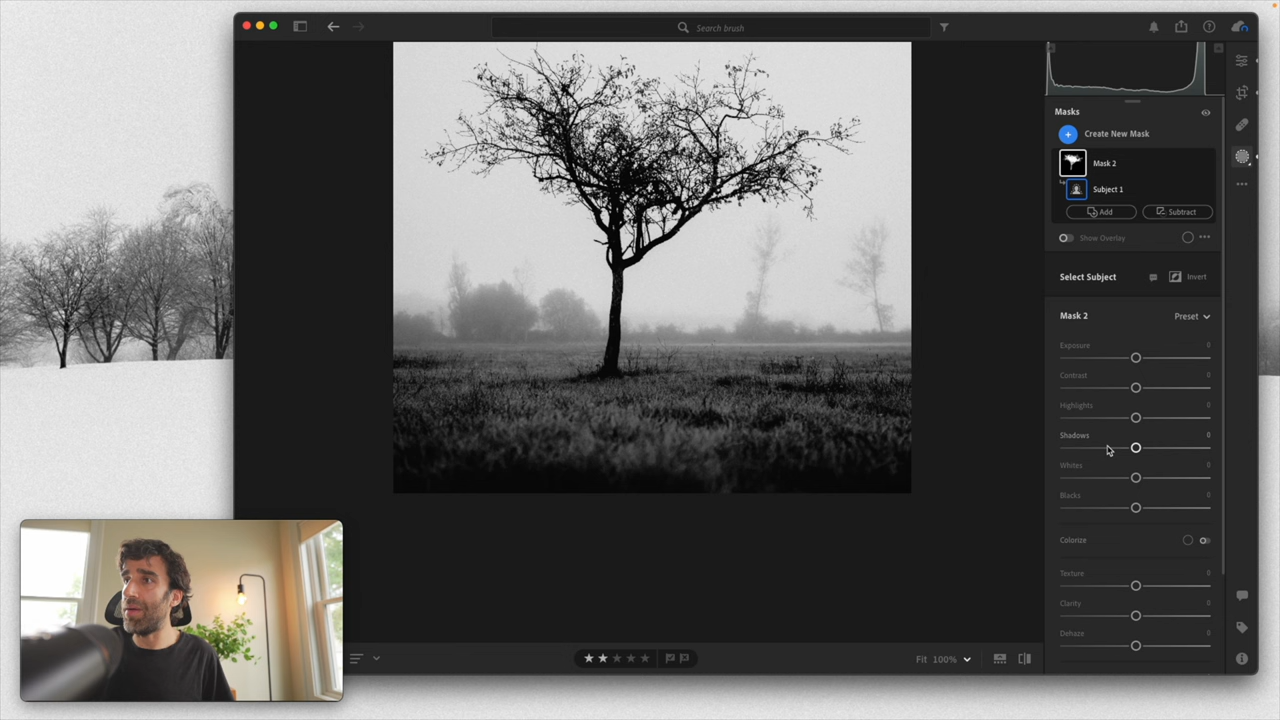 Search brush
Masks
Create New Mask
Mask 2
Subject 1
Add
Subtract
Show Overlay
Select Subject
Invert
Mask 2
Preset
Exposure 0
Contrast 0
Highlights 0
Shadows 0
Whites 0
Blacks 0
Colorize
Texture 0
Clarity 0
Dehaze 0
Fit 100%